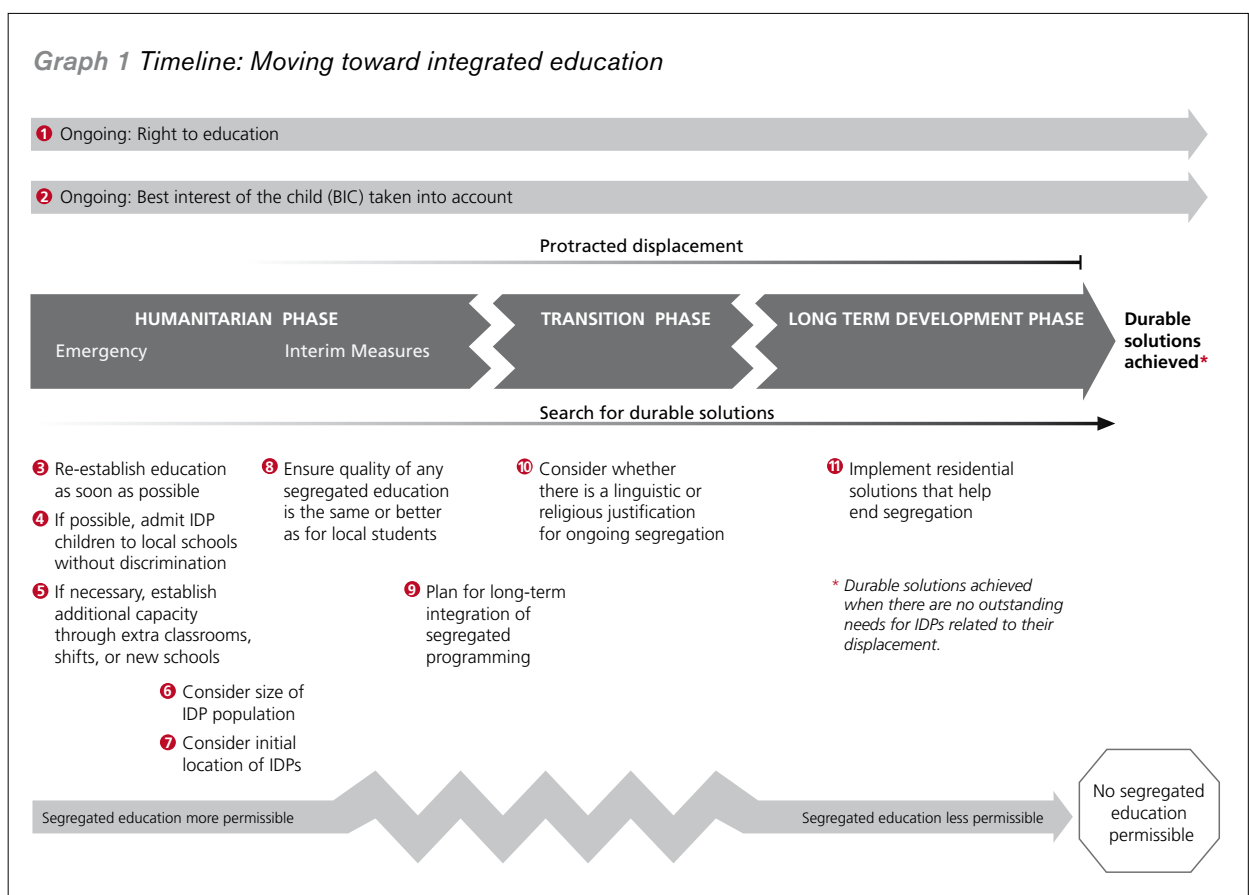 Graph 1 Timeline: Moving toward integrated education
1 Ongoing: Right to education
2 Ongoing: Best interest of the child (BIC) taken into account
Protracted displacement
HUMANITARIAN PHASE
Emergency
Interim Measures
TRANSITION PHASE
LONG TERM DEVELOPMENT PHASE
Durable
solutions
achieved*
Search for durable solutions
3 Re-establish education
as soon as possible
4 If possible, admit IDP
children to local schools
without discrimination
5 If necessary, establish
additional capacity
through extra classrooms,
shifts, or new schools
6 Consider size of
IDP population
7 Consider initial
location of IDPs
8 Ensure quality of any
segregated education
is the same or better
as for local students
9 Plan for long-term
integration of
segregated
programming
10 Consider whether
there is a linguistic or
religious justification
for ongoing segregation
11 Implement residential
solutions that help
end segregation
* Durable solutions achieved
when there are no outstanding
needs for IDPs related to their
displacement.
Segregated education more permissible
Segregated education less permissible
No segregated
education
permissible